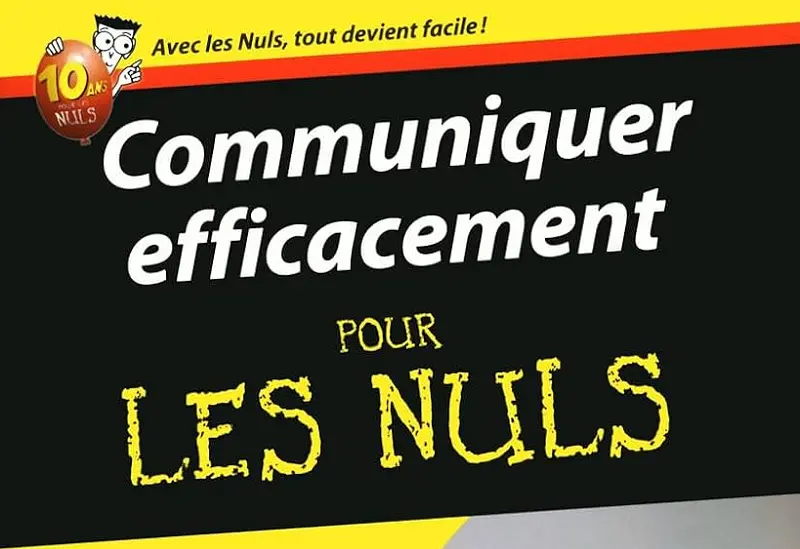 Avec les Nuls, tout devient facile !
10 ANS
POUR LES
NULS
Communiquer
efficacement
POUR
LES NULS